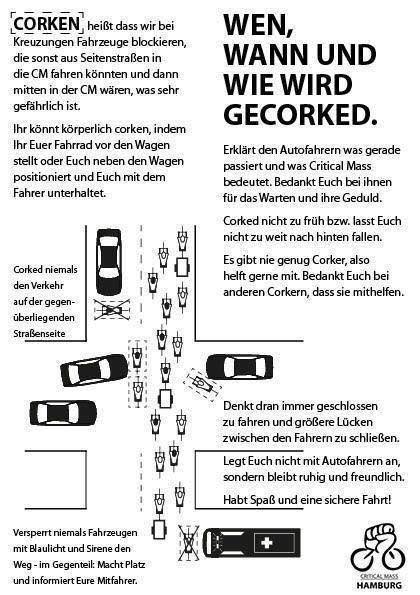 CORKEN, heißt dass wir bei
Kreuzungen Fahrzeuge blockieren,
die sonst aus Seitenstraßen in
die CM fahren könnten und dann
mitten in der CM wären, was sehr
gefährlich ist.
Ihr könnt körperlich corken, indem
Ihr Euer Fahrrad vor den Wagen
stellt oder Euch neben den Wagen
positioniert und Euch mit dem
Fahrer unterhaltet.
WEN,
WANN UND
WIE WIRD
GECORKED.
Erklärt den Autofahrern was gerade
passiert und was Critical Mass
bedeutet. Bedankt Euch bei ihnen
für das Warten und ihre Geduld.
Corked nicht zu früh bzw. lasst Euch
nicht zu weit nach hinten fallen.
Es gibt nie genug Corker, also
helft gerne mit. Bedankt Euch bei
anderen Corkern, dass sie mithelfen.
Corked niemals
den Verkehr
auf der gegen-
überliegenden
Straßenseite
Denkt dran immer geschlossen
zu fahren und größere Lücken
zwischen den Fahrern zu schließen.
Legt Euch nicht mit Autofahrern an,
sondern bleibt ruhig und freundlich.
Habt Spaß und eine sichere Fahrt!
Versperrt niemals Fahrzeugen
mit Blaulicht und Sirene den
Weg - im Gegenteil: Macht Platz
und informiert Eure Mitfahrer.
CRITICAL MASS
HAMBURG